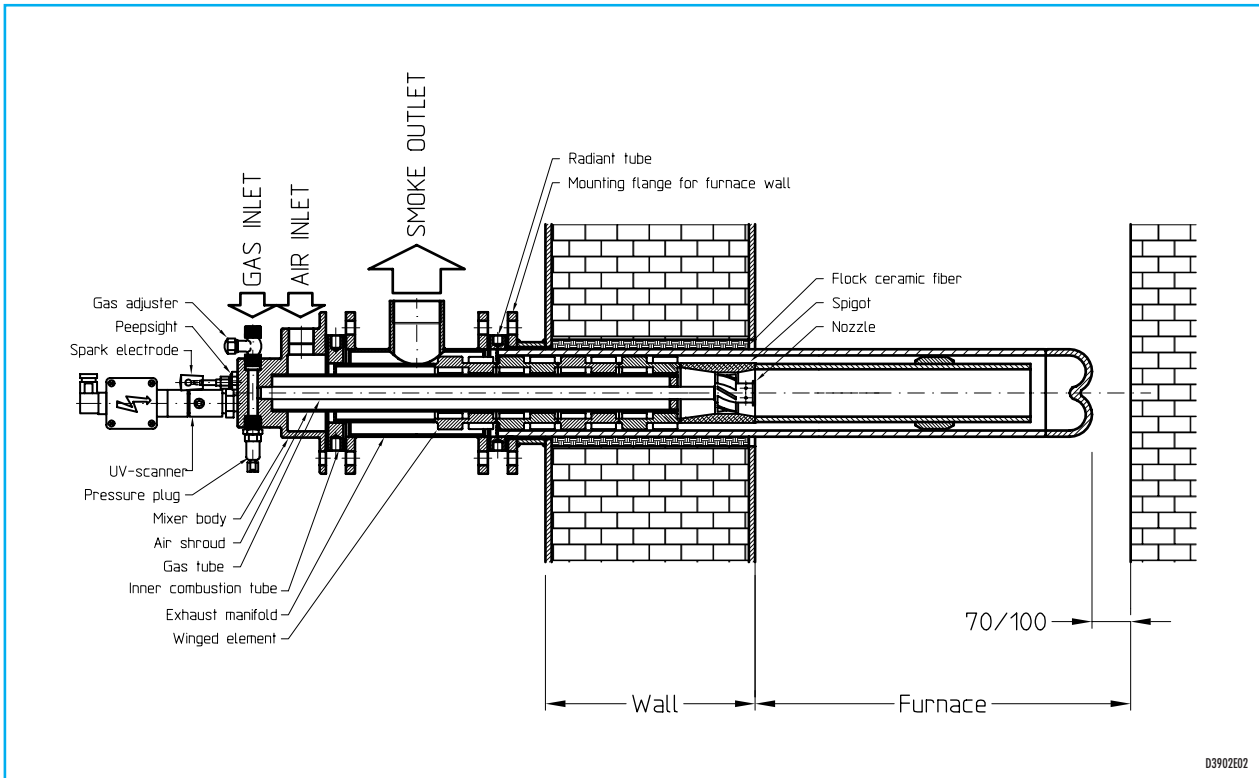 GAS INLET
AIR INLET
SMOKE OUTLET
Radiant tube
Mounting flange for furnace wall
Gas adjuster
Peepsight
Spark electrode
Flock ceramic fiber
Spigot
Nozzle
UV-scanner
Pressure plug
Mixer body
Air shroud
Gas tube
Inner combustion tube
Exhaust manifold
Winged element
70/100
Wall
Furnace
D3902E02